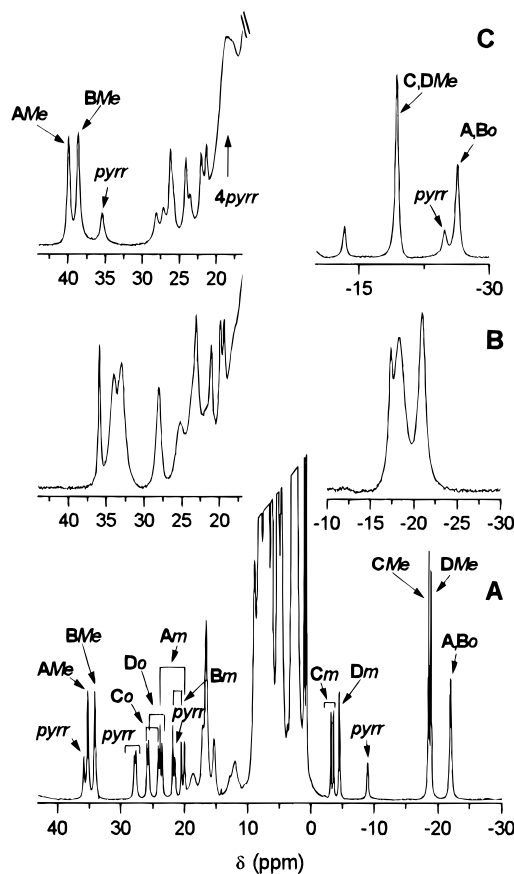 C
AMe
BMe
pyrr
4pyrr
C,DMe
A,Bo
pyrr
40 35 30 25 20
-15 -30
B
40 35 30 25 20
-10 -15 -20 -25 -30
A
CMe
DMe
A,Bo
Am
BMe
AMe
Do
Bm
Co
pyrr
pyrr
pyrr
Cm
Dm
pyrr
40 30 20 10 0 -10 -20 -30
δ (ppm)